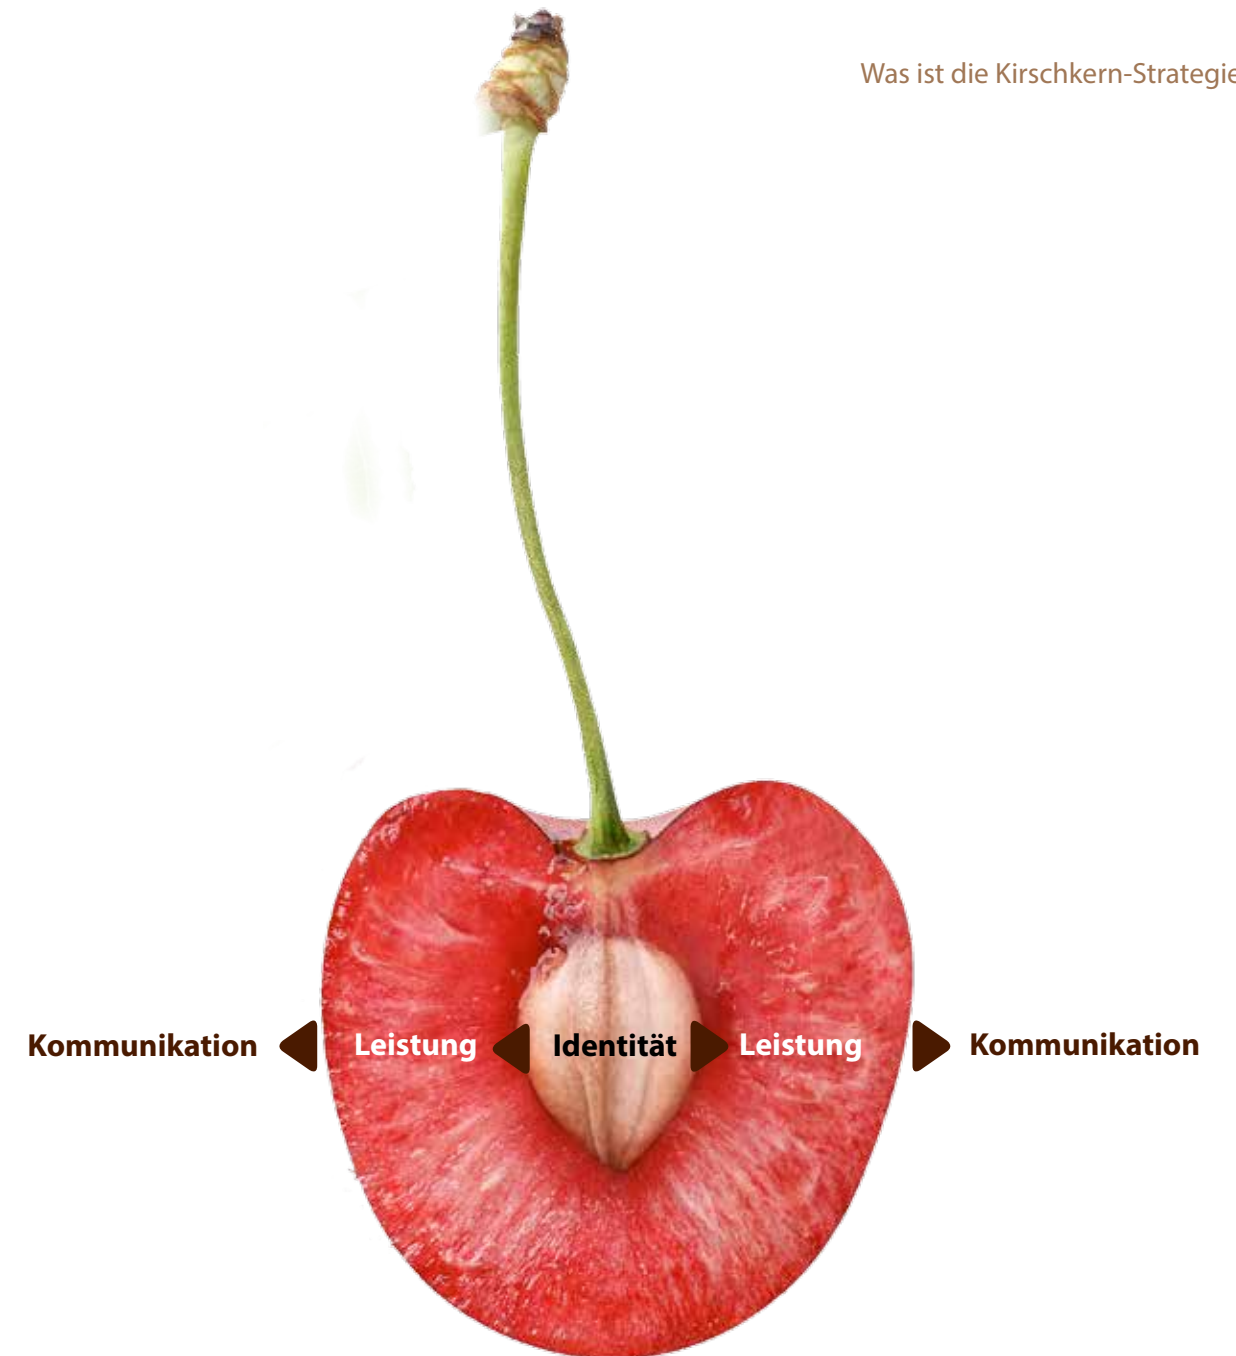 Was ist die Kirschkern-Strategie
Kommunikation Leistung Identität Leistung Kommunikation